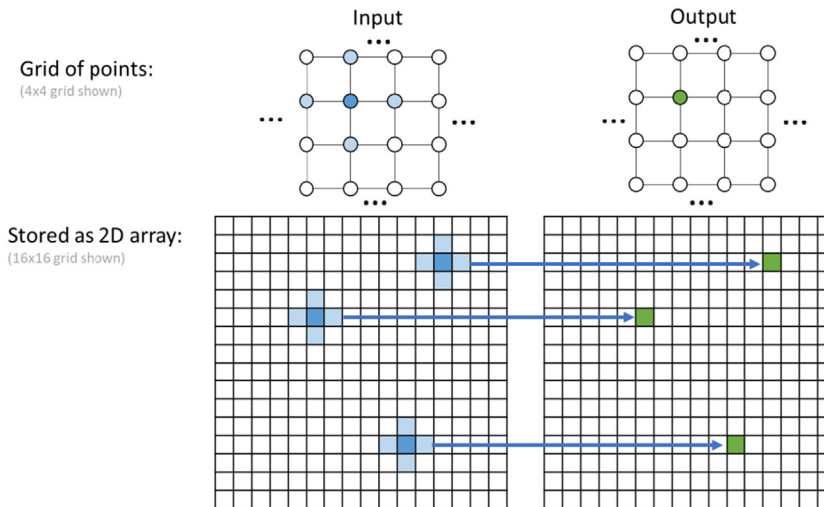 Input
Output
...
...
Grid of points:
(4x4 grid shown)
...
...
...
...
...
...
Stored as 2D array:
(16x16 grid shown)